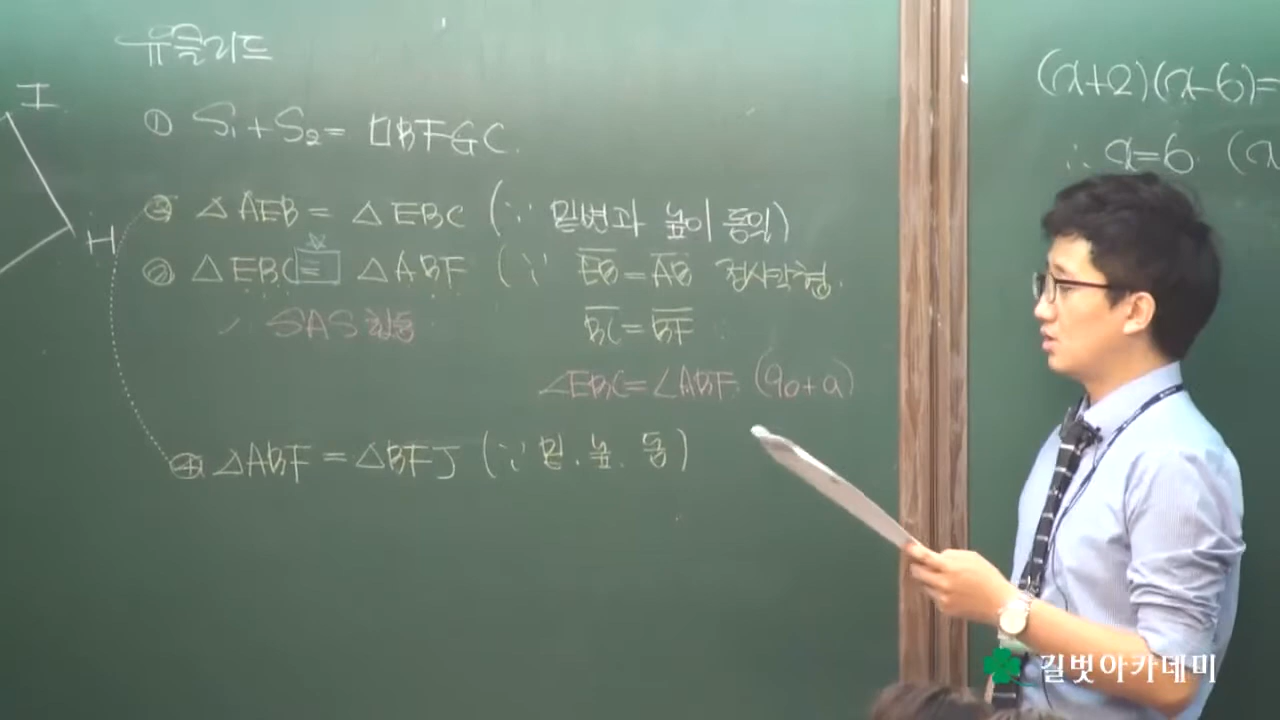 유클리드
I
① S₁+S₂= □BFGC.
② △AEB = △EBC (∵ 밑변과 높이 동일)
H
③ △EBC ≡ △ABF (∵ EB=AB 정사각형.
SAS 합동
BC=BF
∠EBC=∠ABF (90+a)
④ △ABF = △BFJ (∵ 밑. 높. 동)
(a+2)(a-6)=
∴ a=6 (a
길벗아카데미